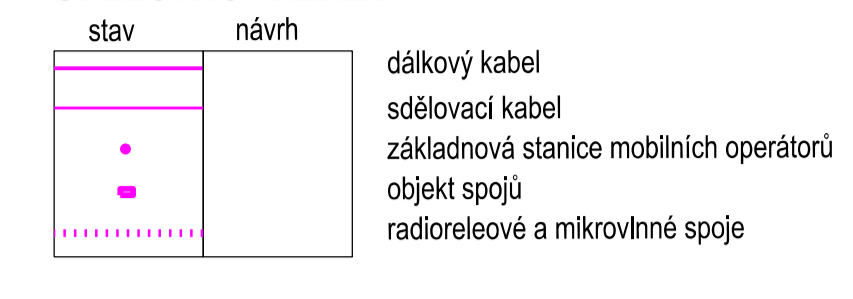 stav návrh
dálkový kabel
sdělovací kabel
základnová stanice mobilních operátorů
objekt spojů
radioreleové a mikrovlnné spoje